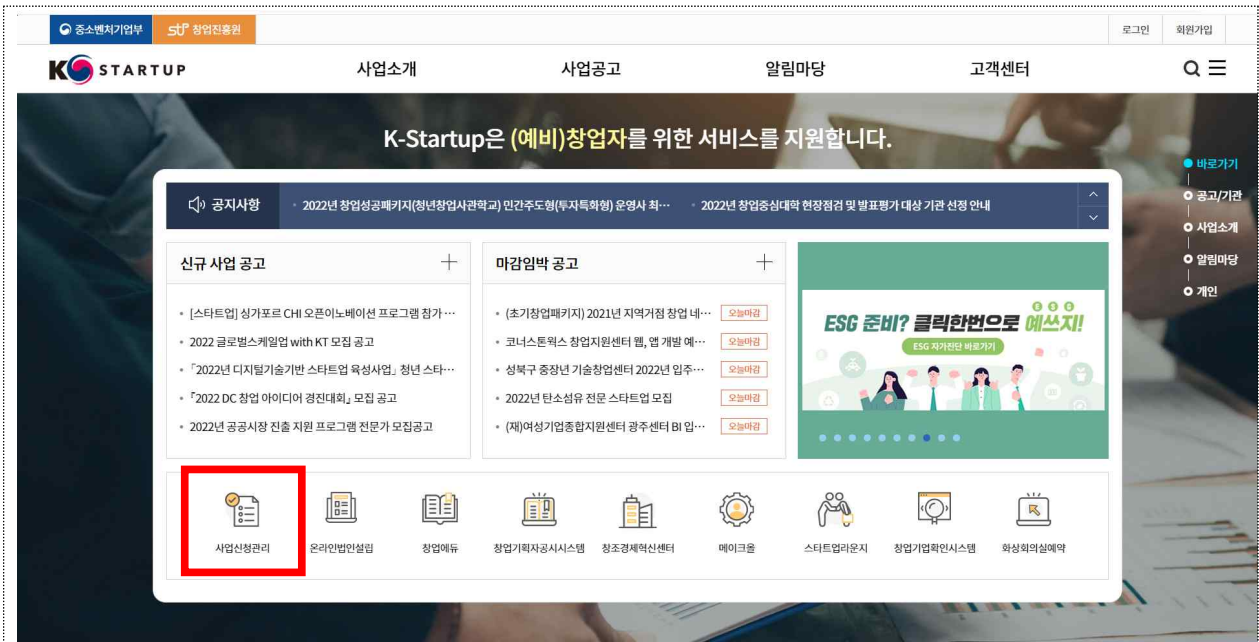 중소벤처기업부
창업진흥원
로그인
회원가입
K STARTUP
사업소개
사업공고
알림마당
고객센터
K-Startup은 (예비)창업자를 위한 서비스를 지원합니다.
바로가기
공고/기관
사업소개
알림마당
개인
공지사항
2022년 창업성공패키지(청년창업사관학교) 민간주도형(투자특화형) 운영사 최…
2022년 창업중심대학 현장점검 및 발표평가 대상 기관 선정 안내
신규 사업 공고
[스타트업] 싱가포르 CHI 오픈이노베이션 프로그램 참가 …
2022 글로벌스케일업 with KT 모집 공고
「2022년 디지털기술기반 스타트업 육성사업」 청년 스타…
『2022 DC 창업 아이디어 경진대회』 모집 공고
2022년 공공시장 진출 지원 프로그램 전문가 모집공고
마감임박 공고
(초기창업패키지) 2021년 지역거점 창업 네… 오늘마감
코너스톤웍스 창업지원센터 웹, 앱 개발 예… 오늘마감
성북구 중장년 기술창업센터 2022년 입주… 오늘마감
2022년 탄소섬유 전문 스타트업 모집 오늘마감
(재)여성기업종합지원센터 광주센터 BI 입… 오늘마감
E S G
ESG 준비? 클릭한번으로 예쓰지!
ESG 자가진단 바로가기
사업신청관리
온라인법인설립
창업에듀
창업기획자공시시스템
창조경제혁신센터
메이크올
스타트업라운지
창업기업확인시스템
화상회의실예약